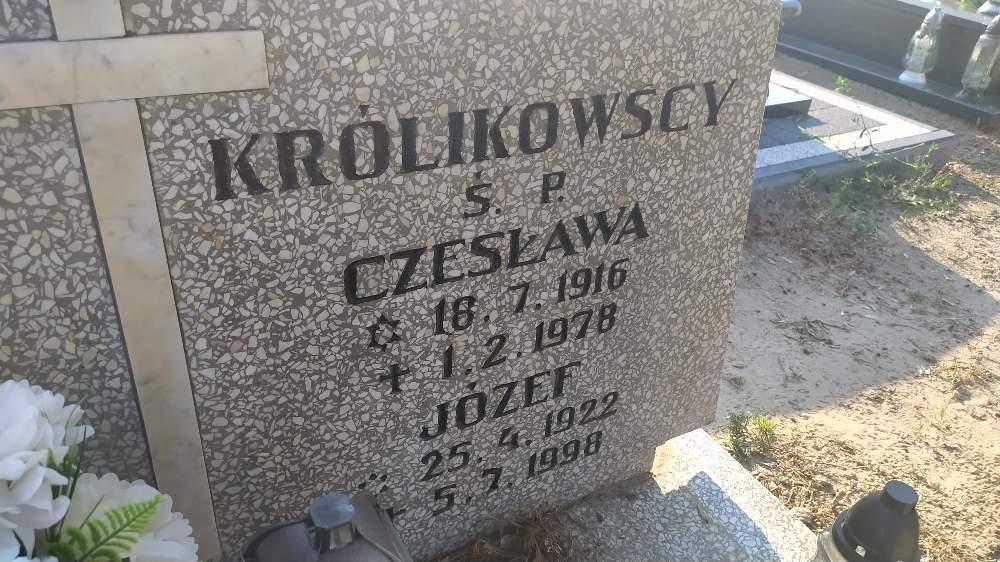 KRÓLIKOWSCY
Ś. P.
CZESŁAWA
✡ 18. 7. 1916
+ 1. 2. 1978
JÓZEF
✡ 25. 4. 1922
+ 5. 7. 1998